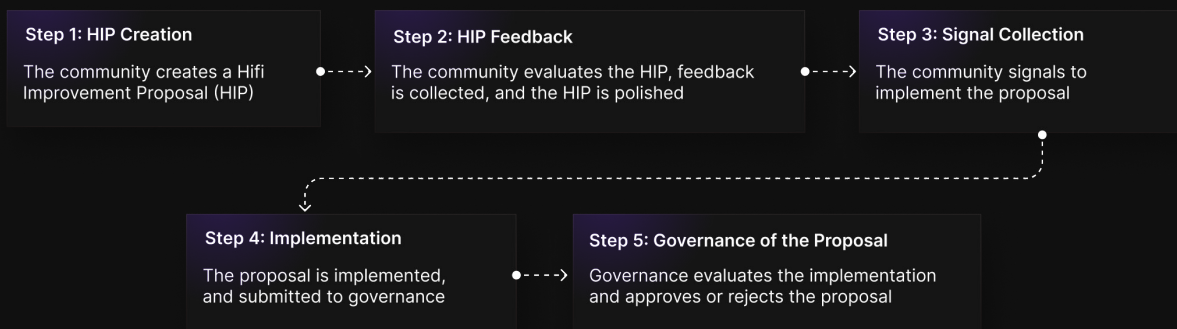 Step 1: HIP Creation
The community creates a Hifi
Improvement Proposal (HIP)
Step 2: HIP Feedback
The community evaluates the HIP, feedback
is collected, and the HIP is polished
Step 3: Signal Collection
The community signals to
implement the proposal
Step 4: Implementation
The proposal is implemented,
and submitted to governance
Step 5: Governance of the Proposal
Governance evaluates the implementation
and approves or rejects the proposal